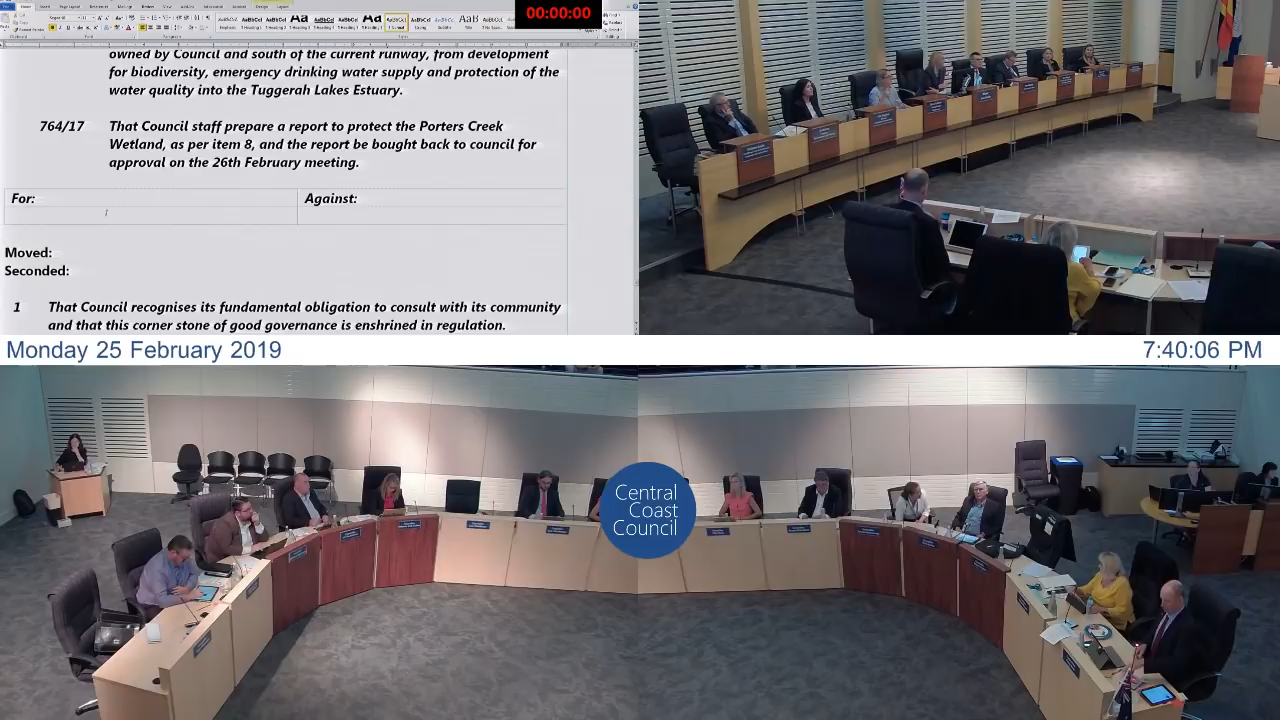 00:00:00
owned by Council and south of the current runway, from development
for biodiversity, emergency drinking water supply and protection of the
water quality into the Tuggerah Lakes Estuary.
764/17 That Council staff prepare a report to protect the Porters Creek
Wetland, as per item 8, and the report be bought back to council for
approval on the 26th February meeting.
For: Against:
Moved:
Seconded:
1 That Council recognises its fundamental obligation to consult with its community
and that this corner stone of good governance is enshrined in regulation.
Monday 25 February 2019 7:40:06 PM
Central
Coast
Council